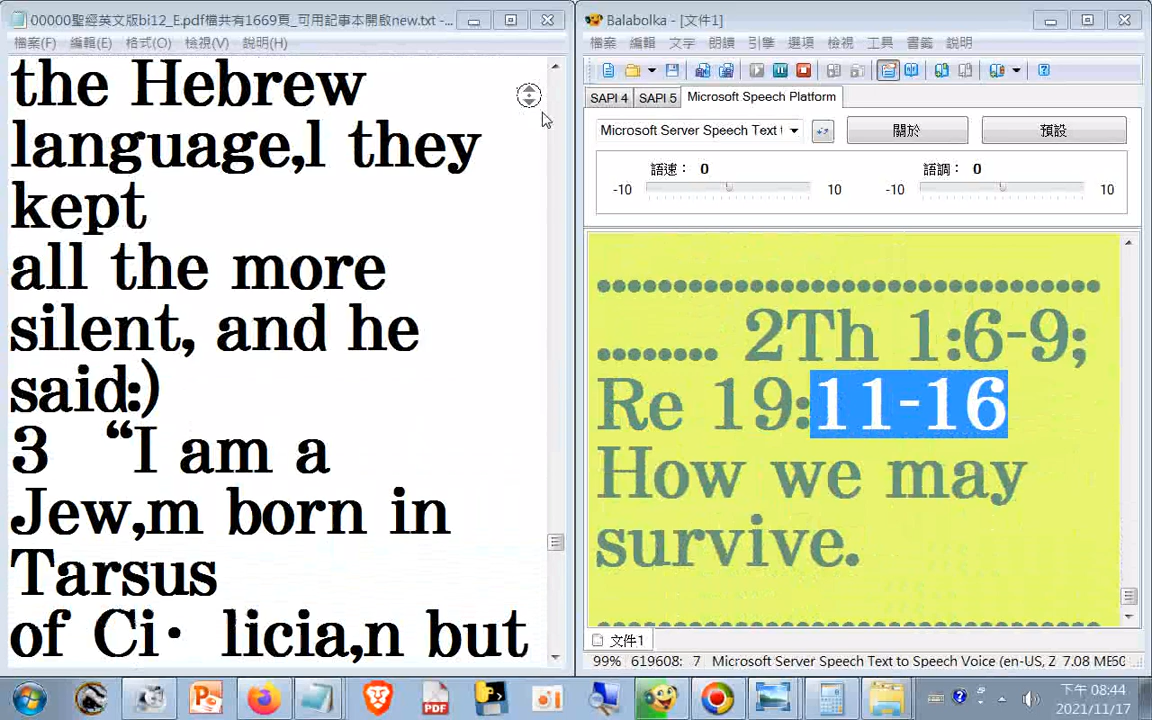 00000聖經英文版bi12_E.pdf檔共有1669頁_可用記事本開啟new.txt -...
檔案(F) 編輯(E) 格式(O) 檢視(V) 說明(H)
the Hebrew
language,l they
kept
all the more
silent, and he
said:)
3 “I am a
Jew,m born in
Tarsus
of Ci· licia,n but
Balabolka - [文件1]
檔案 編輯 文字 朗讀 引擎 選項 檢視 工具 書籤 說明
SAPI 4 SAPI 5 Microsoft Speech Platform
Microsoft Server Speech Text t 關於 預設
語速: 0 語調: 0
-10 10 -10 10
........................................
........ 2Th 1:6-9;
Re 19:11-16
How we may
survive.
文件1
99% 619608: 7 Microsoft Server Speech Text to Speech Voice (en-US, Z 7.08 ME50
下午 08:44
2021/11/17